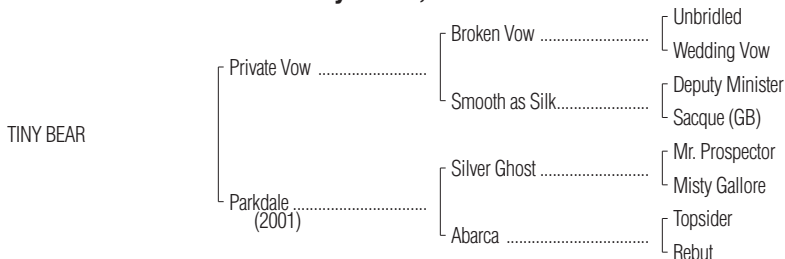 Unbridled
Broken Vow ..........................
Wedding Vow
Private Vow ..........................
Deputy Minister
Smooth as Silk......................
Sacque (GB)
TINY BEAR
Mr. Prospector
Silver Ghost ..........................
Misty Gallore
Parkdale ................................
(2001)
Topsider
Abarca ..................................
Rebut